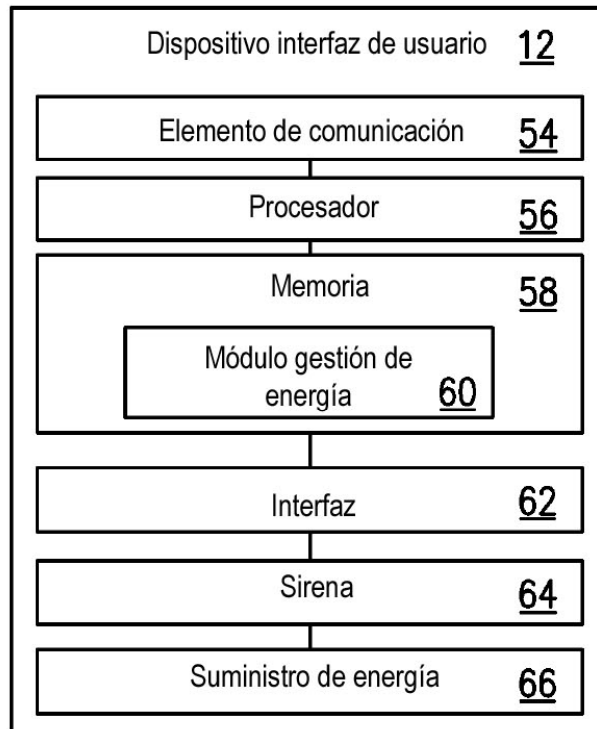 Dispositivo interfaz de usuario 12
Elemento de comunicación 54
Procesador 56
Memoria 58
Módulo gestión de
energía 60
Interfaz 62
Sirena 64
Suministro de energía 66